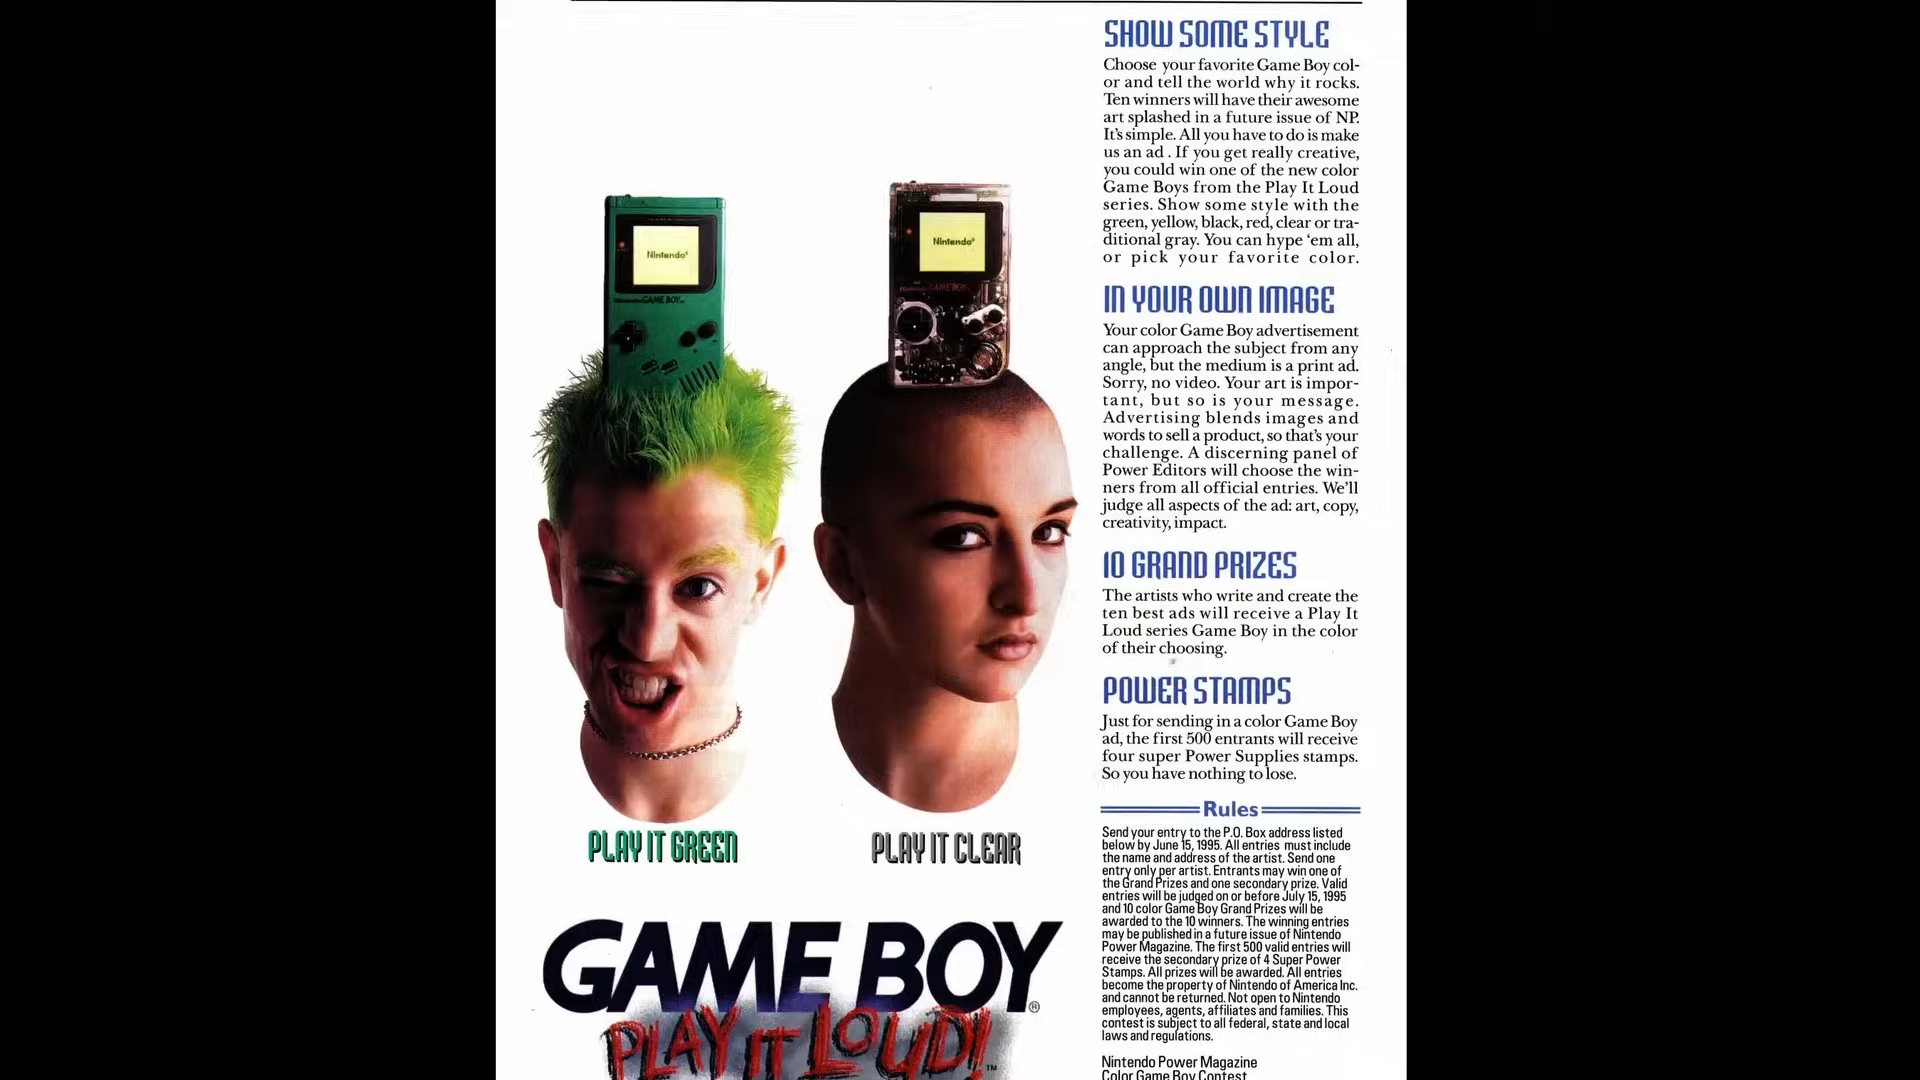 SHOW SOME STYLE
Choose your favorite Game Boy col-
or and tell the world why it rocks.
Ten winners will have their awesome
art splashed in a future issue of NP.
It's simple. All you have to do is make
us an ad . If you get really creative,
you could win one of the new color
Game Boys from the Play It Loud
series. Show some style with the
green, yellow, black, red, clear or tra-
ditional gray. You can hype 'em all,
or pick your favorite color.
IN YOUR OWN IMAGE
Your color Game Boy advertisement
can approach the subject from any
angle, but the medium is a print ad.
Sorry, no video. Your art is impor-
tant, but so is your message.
Advertising blends images and
words to sell a product, so that's your
challenge. A discerning panel of
Power Editors will choose the win-
ners from all official entries. We'll
judge all aspects of the ad: art, copy,
creativity, impact.
10 GRAND PRIZES
The artists who write and create the
ten best ads will receive a Play It
Loud series Game Boy in the color
of their choosing.
POWER STAMPS
Just for sending in a color Game Boy
ad, the first 500 entrants will receive
four super Power Supplies stamps.
So you have nothing to lose.
Rules
Send your entry to the P.O. Box address listed
below by June 15, 1995. All entries must include
the name and address of the artist. Send one
entry only per artist. Entrants may win one of
the Grand Prizes and one secondary prize. Valid
entries will be judged on or before July 15, 1995
and 10 color Game Boy Grand Prizes will be
awarded to the 10 winners. The winning entries
may be published in a future issue of Nintendo
Power Magazine. The first 500 valid entries will
receive the secondary prize of 4 Super Power
Stamps. All prizes will be awarded. All entries
become the property of Nintendo of America Inc.
and cannot be returned. Not open to Nintendo
employees, agents, affiliates and families. This
contest is subject to all federal, state and local
laws and regulations.
Nintendo Power Magazine
Color Game Boy Contest
Nintendo®
Nintendo GAME BOY™
Nintendo®
Nintendo GAME BOY
PLAY IT GREEN
PLAY IT CLEAR
GAME BOY®
PLAY IT LOUD!™